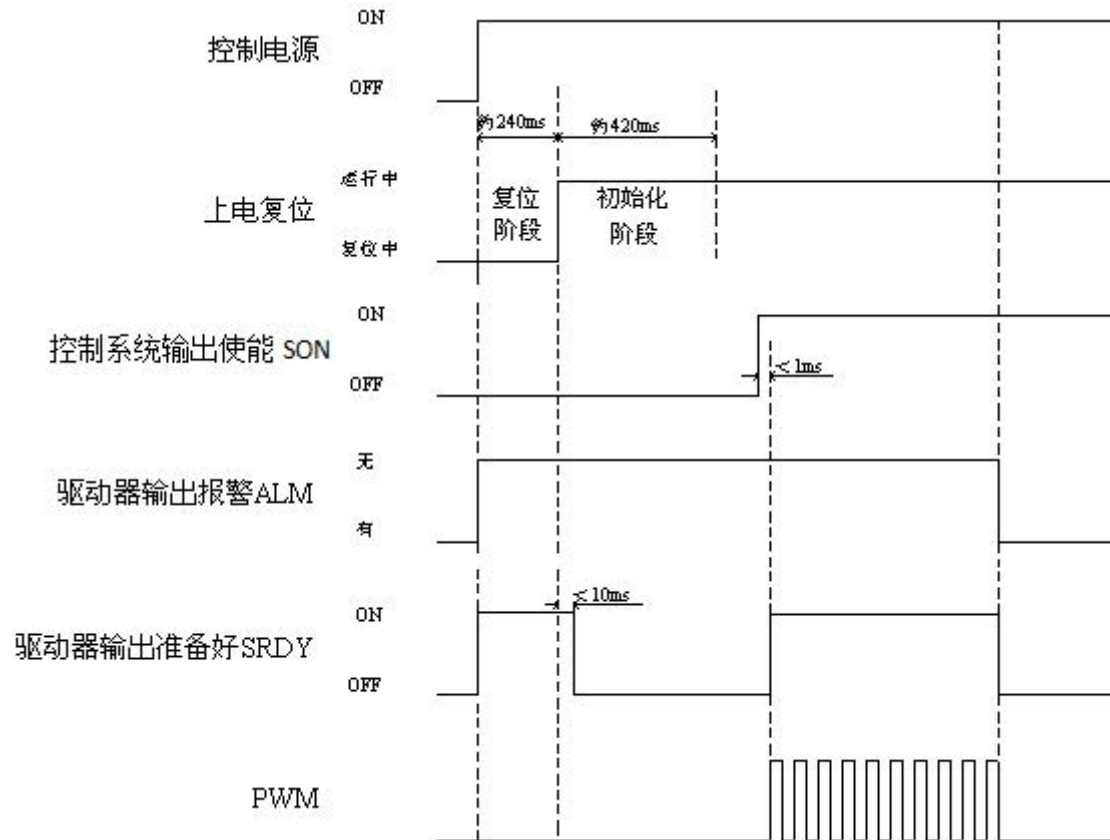 ON
控制电源
OFF
约240ms
约420ms
运行中
上电复位
复位中
复位
阶段
初始化
阶段
ON
控制系统输出使能 SON
OFF
<1ms
无
驱动器输出报警ALM
有
<10ms
ON
驱动器输出准备好SRDY
OFF
PWM